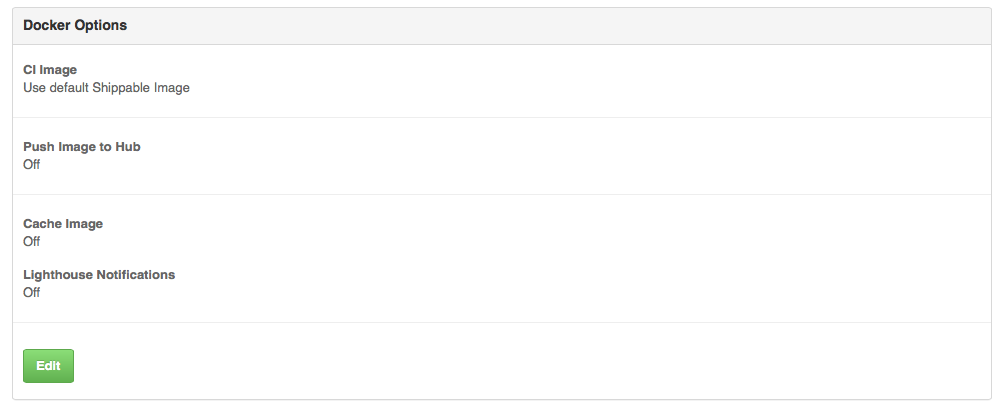 Docker Options
CI Image
Use default Shippable Image
Push Image to Hub
Off
Cache Image
Off
Lighthouse Notifications
Off
Edit